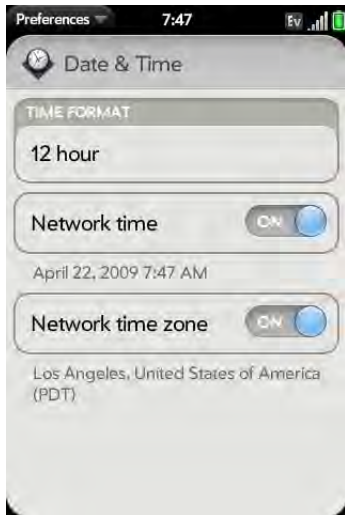 Preferences
7:47
Ev
Date & Time
TIME FORMAT
12 hour
Network time
ON
April 22, 2009 7:47 AM
Network time zone
ON
Los Angeles, United States of America
(PDT)